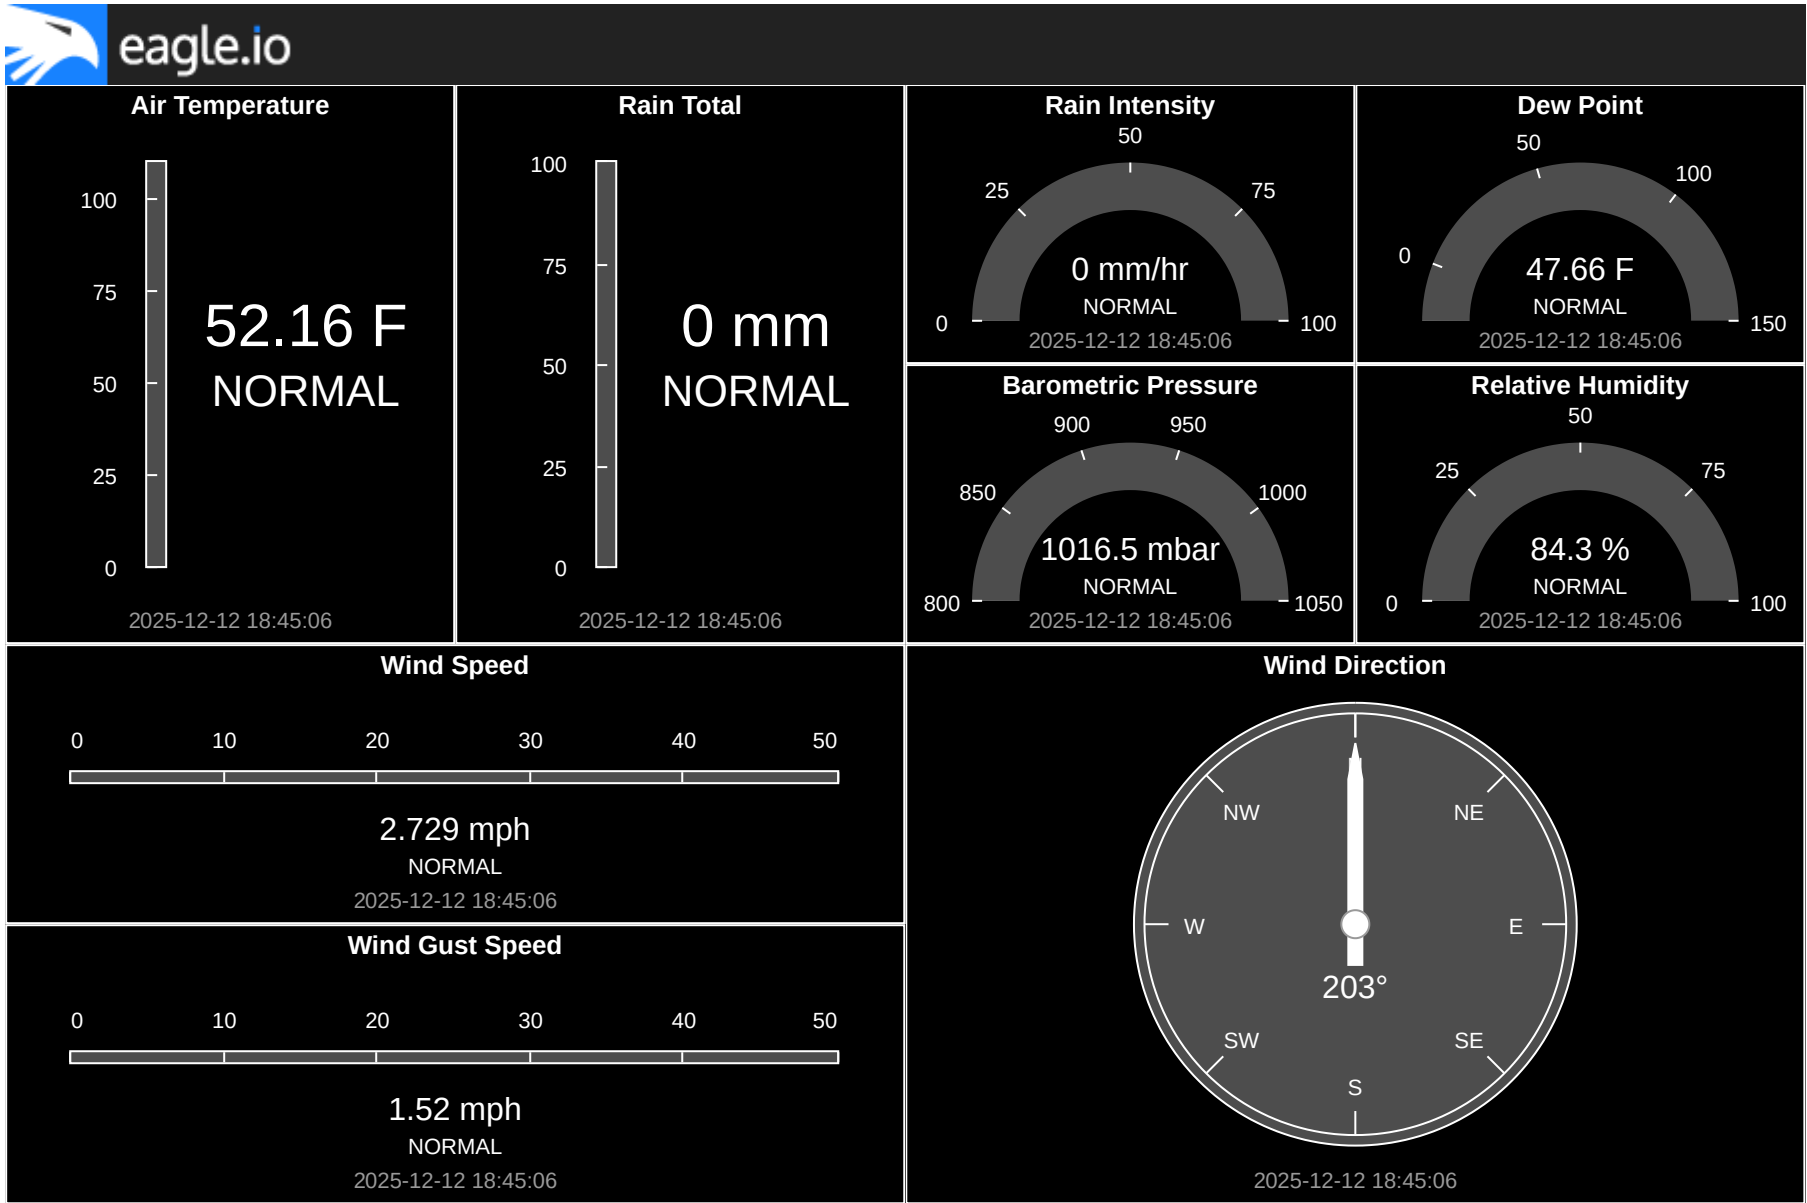 eagle.io
Air Temperature
100
75
50
25
0
52.16 F
NORMAL
2025-12-12 18:45:06
Rain Total
100
75
50
25
0
0 mm
NORMAL
2025-12-12 18:45:06
Rain Intensity
50
25
75
0
100
0 mm/hr
NORMAL
2025-12-12 18:45:06
Dew Point
50
100
0
150
47.66 F
NORMAL
2025-12-12 18:45:06
Barometric Pressure
900
950
850
1000
800
1050
1016.5 mbar
NORMAL
2025-12-12 18:45:06
Relative Humidity
50
25
75
0
100
84.3 %
NORMAL
2025-12-12 18:45:06
Wind Speed
0 10 20 30 40 50
2.729 mph
NORMAL
2025-12-12 18:45:06
Wind Gust Speed
0 10 20 30 40 50
1.52 mph
NORMAL
2025-12-12 18:45:06
Wind Direction
NW NE
W E
203°
SW SE
S
2025-12-12 18:45:06